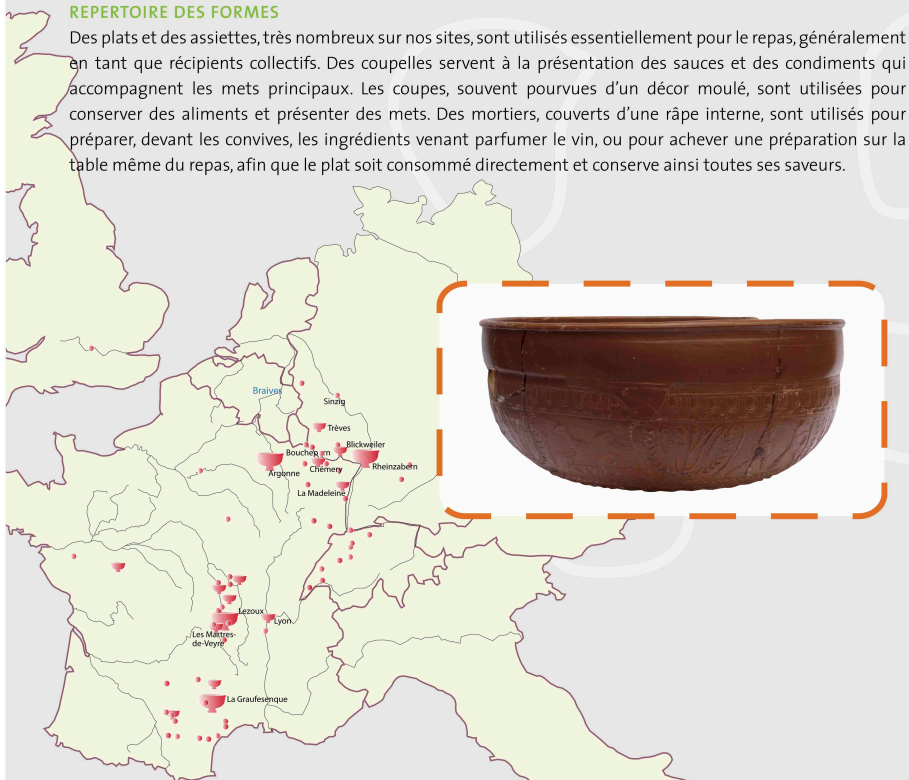 REPERTOIRE DES FORMES
Des plats et des assiettes, très nombreux sur nos sites, sont utilisés essentiellement pour le repas, généralement
en tant que récipients collectifs. Des coupelles servent à la présentation des sauces et des condiments qui
accompagnent les mets principaux. Les coupes, souvent pourvues d'un décor moulé, sont utilisées pour
conserver des aliments et présenter des mets. Des mortiers, couverts d'une râpe interne, sont utilisés pour
préparer, devant les convives, les ingrédients venant parfumer le vin, ou pour achever une préparation sur la
table même du repas, afin que le plat soit consommé directement et conserve ainsi toutes ses saveurs.
Braives
Sinzig
Trèves
Blickweiler
Chémery
Rheinzabern
Argonne
La Madeleine
Lezoux
Lyon
Les Martres-
de-Veyre
La Graufesenque